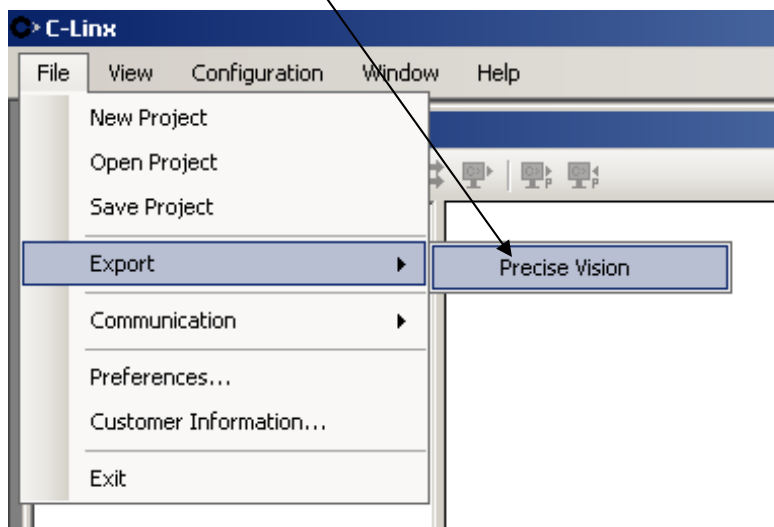 C-Linx
File View Configuration Window Help
New Project
Open Project
Save Project
Export
Precise Vision
Communication
Preferences...
Customer Information...
Exit